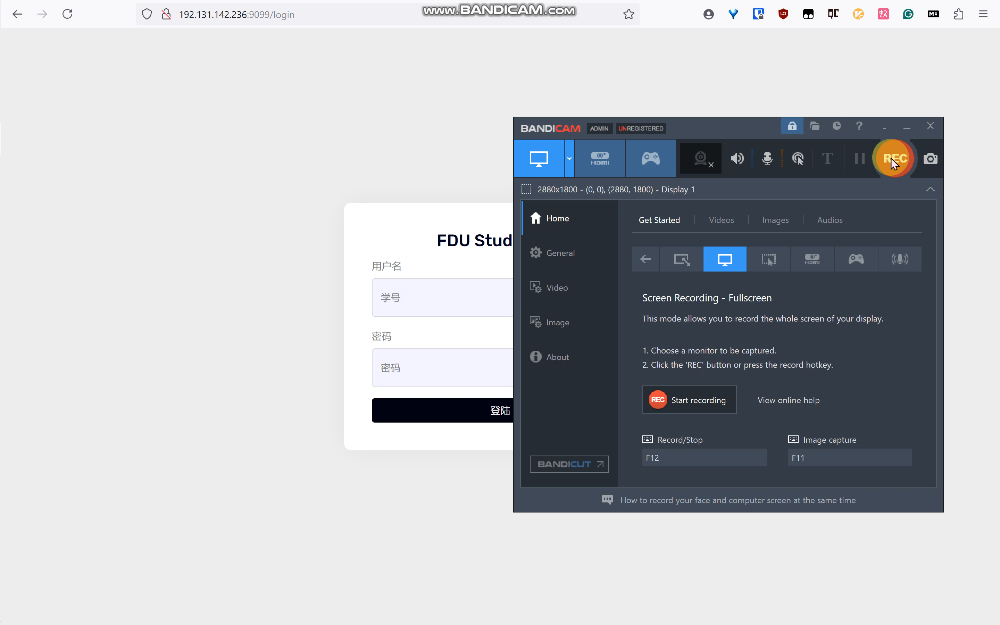 192.131.142.236:9099/login
www.BANDICAM.com
BANDICAM ADMIN UNREGISTERED
HDMI
T
REC
2880x1800 - (0, 0), (2880, 1800) - Display 1
Home
General
Video
Image
About
BANDICUT
Get Started
Videos
Images
Audios
HDMI
Screen Recording - Fullscreen
This mode allows you to record the whole screen of your display.
1. Choose a monitor to be captured.
2. Click the 'REC' button or press the record hotkey.
REC Start recording
View online help
Record/Stop
F12
Image capture
F11
How to record your face and computer screen at the same time
FDU Stud
用户名
学号
密码
密码
登陆